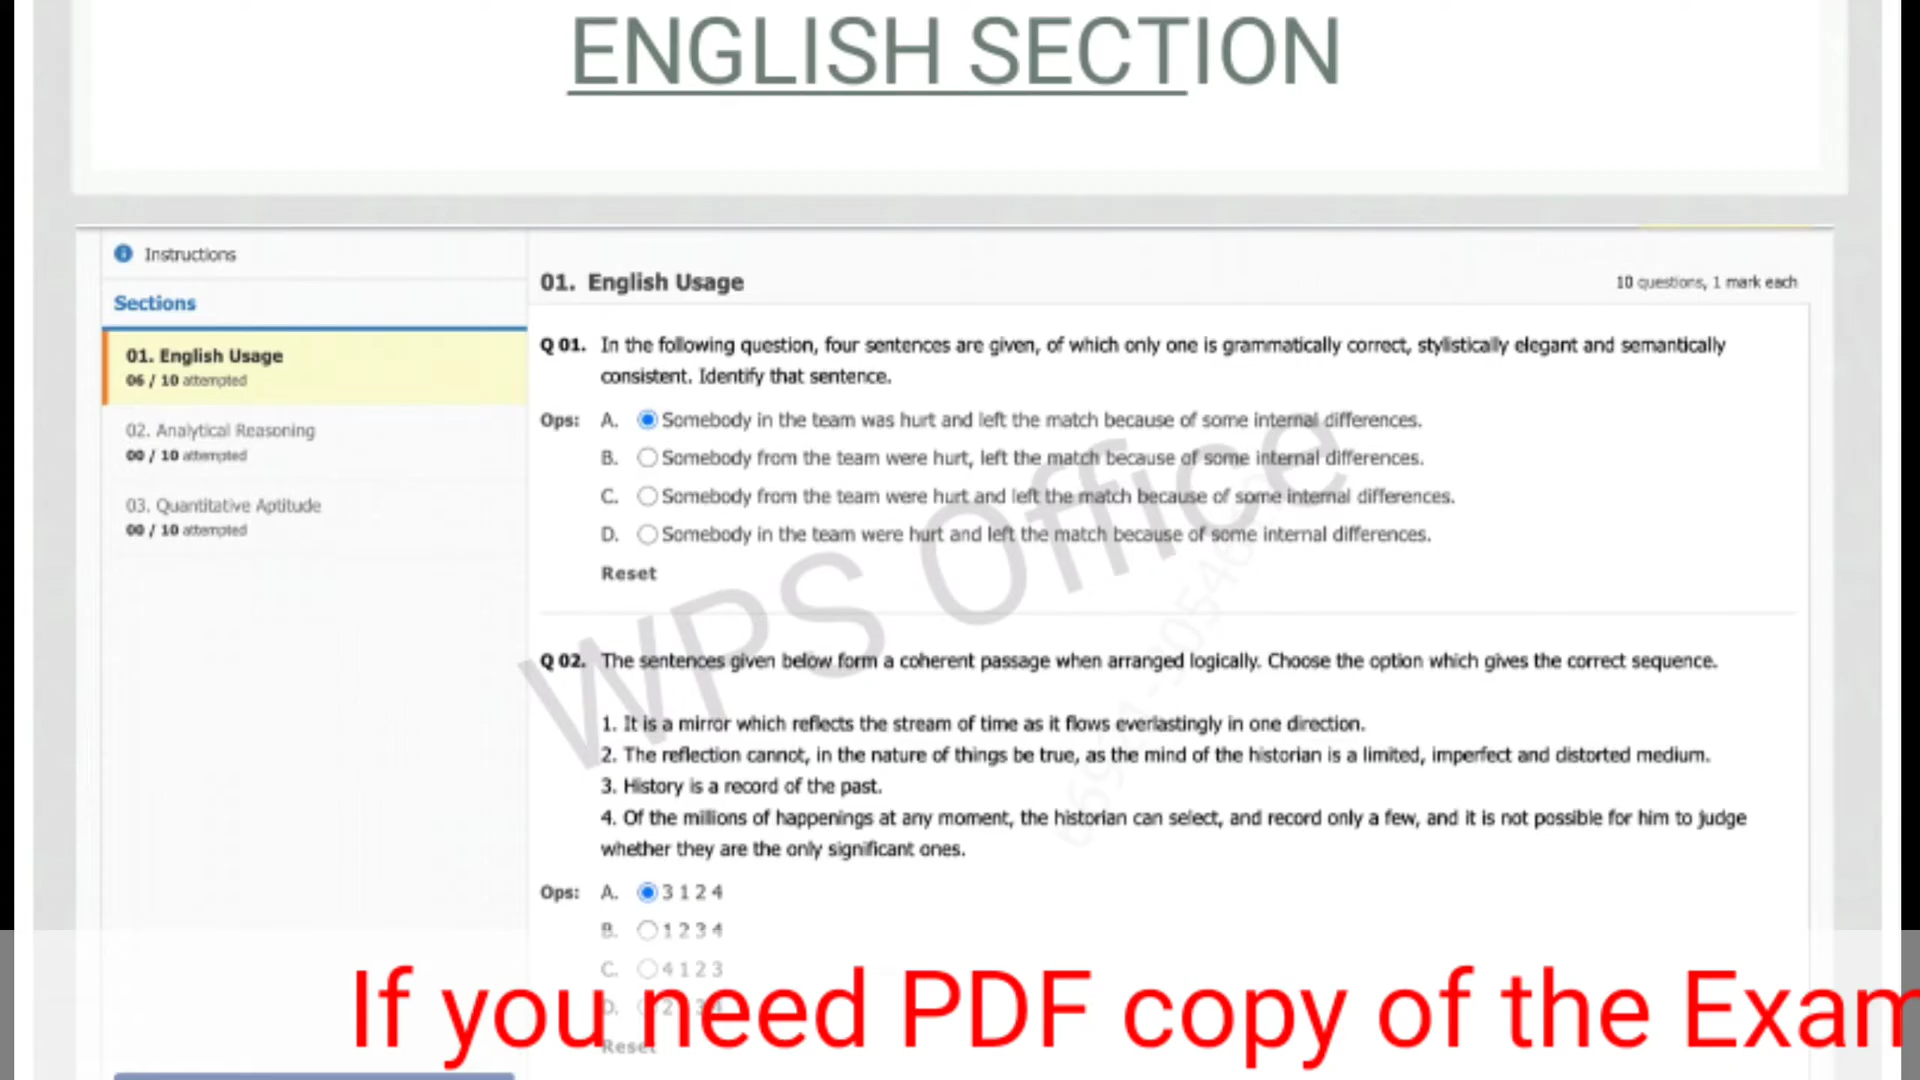 ENGLISH SECTION
Instructions
Sections
01. English Usage
06 / 10 attempted
02. Analytical Reasoning
00 / 10 attempted
03. Quantitative Aptitude
00 / 10 attempted
01. English Usage
10 questions, 1 mark each
Q 01. In the following question, four sentences are given, of which only one is grammatically correct, stylistically elegant and semantically
consistent. Identify that sentence.
Ops: A. Somebody in the team was hurt and left the match because of some internal differences.
B. Somebody from the team were hurt, left the match because of some internal differences.
C. Somebody from the team were hurt and left the match because of some internal differences.
D. Somebody in the team were hurt and left the match because of some internal differences.
Reset
WPS Office
Q 02. The sentences given below form a coherent passage when arranged logically. Choose the option which gives the correct sequence.
1. It is a mirror which reflects the stream of time as it flows everlastingly in one direction.
2. The reflection cannot, in the nature of things be true, as the mind of the historian is a limited, imperfect and distorted medium.
3. History is a record of the past.
4. Of the millions of happenings at any moment, the historian can select, and record only a few, and it is not possible for him to judge
whether they are the only significant ones.
Ops: A. 3 1 2 4
B. 1 2 3 4
C. 4 1 2 3
D.
Reset
If you need PDF copy of the Exam